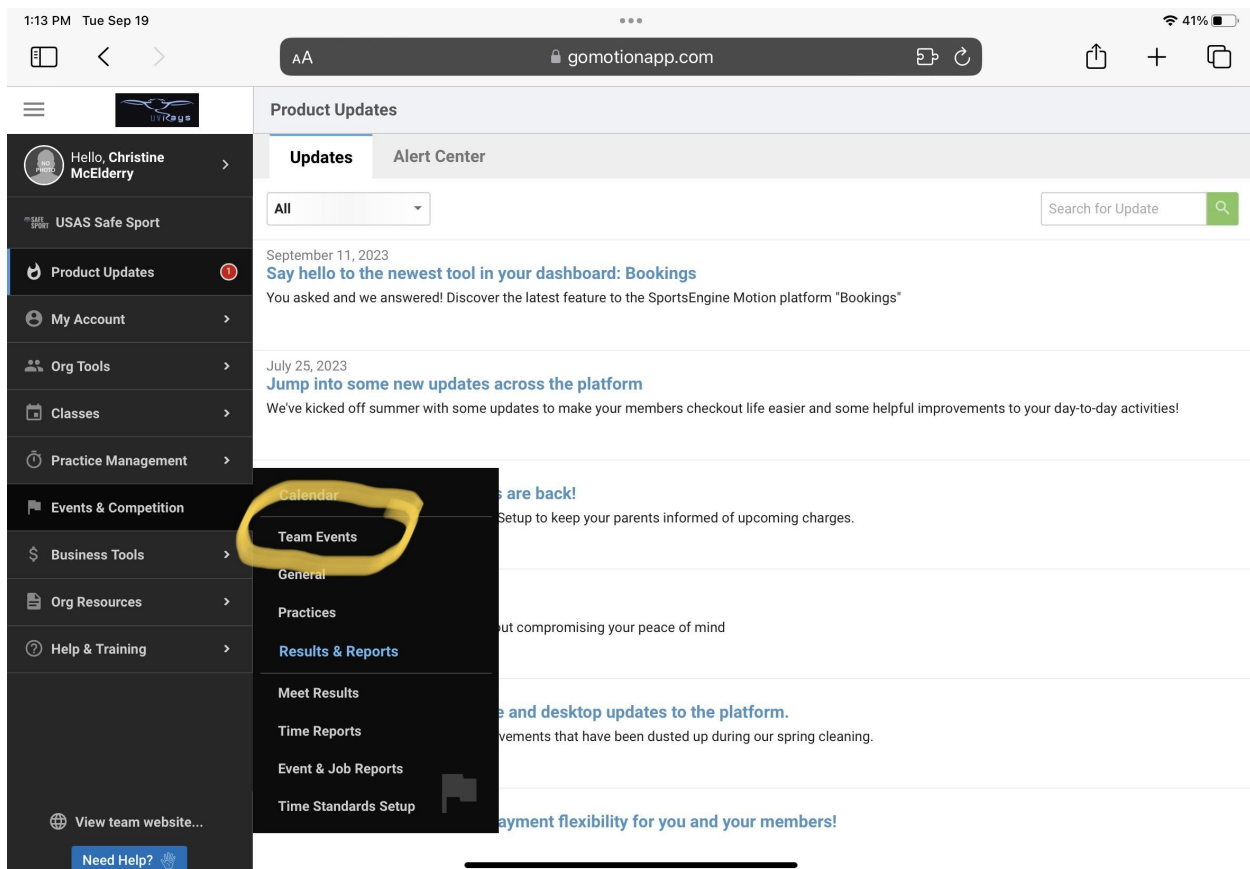 1:13 PM Tue Sep 19
41%
AA
gomotionapp.com
UVRays
Product Updates
Hello, Christine
McElderry
NO
PHOTO
Updates
Alert Center
SAFE
SPORT
USAS Safe Sport
All
Search for Update
Product Updates
1
September 11, 2023
Say hello to the newest tool in your dashboard: Bookings
You asked and we answered! Discover the latest feature to the SportsEngine Motion platform "Bookings"
My Account
Org Tools
July 25, 2023
Jump into some new updates across the platform
We've kicked off summer with some updates to make your members checkout life easier and some helpful improvements to your day-to-day activities!
Classes
Practice Management
Events & Competition
Business Tools
Org Resources
Help & Training
Calendar
Team Events
General
Practices
Results & Reports
Meet Results
Time Reports
Event & Job Reports
Time Standards Setup
s are back!
Setup to keep your parents informed of upcoming charges.
out compromising your peace of mind
e and desktop updates to the platform.
vements that have been dusted up during our spring cleaning.
ayment flexibility for you and your members!
View team website...
Need Help?